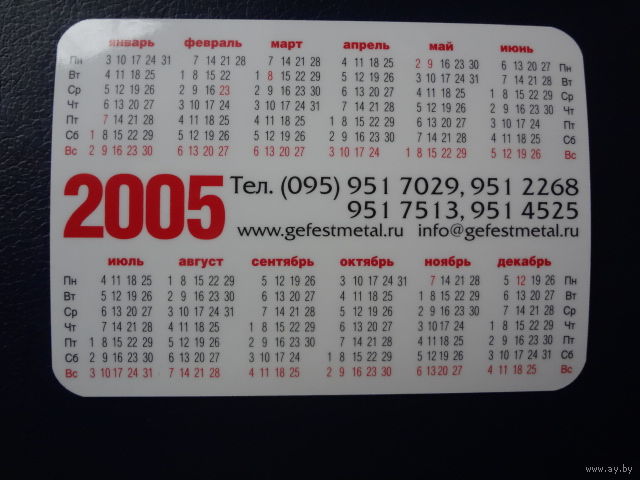 январь февраль март апрель май июнь
Пн 3 10 17 24 31 7 14 21 28 7 14 21 28 4 11 18 25 2 9 16 23 30 6 13 20 27 Пн
Вт 4 11 18 25 1 8 15 22 1 8 15 22 29 5 12 19 26 3 10 17 24 31 7 14 21 28 Вт
Ср 5 12 19 26 2 9 16 23 2 9 16 23 30 6 13 20 27 4 11 18 25 1 8 15 22 29 Ср
Чт 6 13 20 27 3 10 17 24 3 10 17 24 31 7 14 21 28 5 12 19 26 2 9 16 23 30 Чт
Пт 7 14 21 28 4 11 18 25 4 11 18 25 1 8 15 22 29 6 13 20 27 3 10 17 24 Пт
Сб 1 8 15 22 29 5 12 19 26 5 12 19 26 2 9 16 23 30 7 14 21 28 4 11 18 25 Сб
Вс 2 9 16 23 30 6 13 20 27 6 13 20 27 3 10 17 24 1 8 15 22 29 5 12 19 26 Вс
2005 Тел. (095) 951 7029, 951 2268
951 7513, 951 4525
www.gefestmetal.ru info@gefestmetal.ru
июль август сентябрь октябрь ноябрь декабрь
Пн 4 11 18 25 1 8 15 22 29 5 12 19 26 3 10 17 24 31 7 14 21 28 5 12 19 26 Пн
Вт 5 12 19 26 2 9 16 23 30 6 13 20 27 4 11 18 25 1 8 15 22 29 6 13 20 27 Вт
Ср 6 13 20 27 3 10 17 24 31 7 14 21 28 5 12 19 26 2 9 16 23 30 7 14 21 28 Ср
Чт 7 14 21 28 4 11 18 25 1 8 15 22 29 6 13 20 27 3 10 17 24 1 8 15 22 29 Чт
Пт 1 8 15 22 29 5 12 19 26 2 9 16 23 30 7 14 21 28 4 11 18 25 2 9 16 23 30 Пт
Сб 2 9 16 23 30 6 13 20 27 3 10 17 24 1 8 15 22 29 5 12 19 26 3 10 17 24 31 Сб
Вс 3 10 17 24 31 7 14 21 28 4 11 18 25 2 9 16 23 30 6 13 20 27 4 11 18 25 Вс
www.ay.by